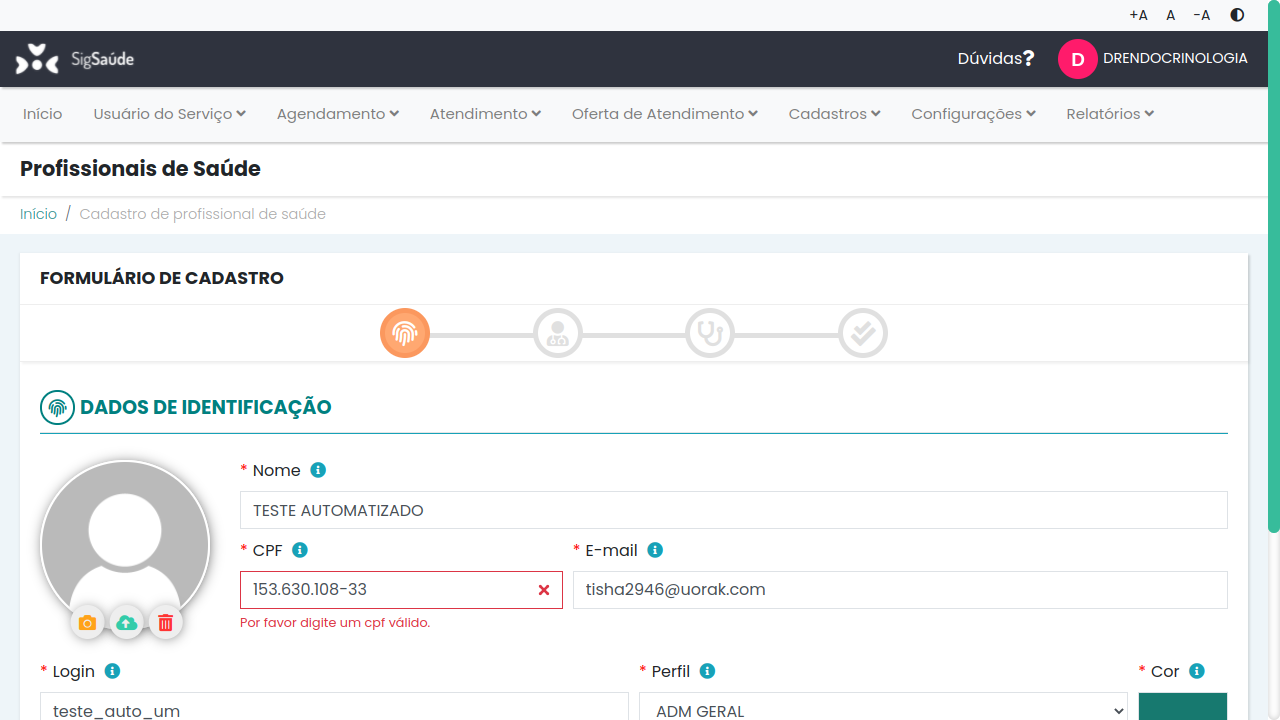 +A A -A
SigSaúde Dúvidas? D DRENDOCRINOLOGIA
Início Usuário do Serviço Agendamento Atendimento Oferta de Atendimento Cadastros Configurações Relatórios
Profissionais de Saúde
Início / Cadastro de profissional de saúde
FORMULÁRIO DE CADASTRO
DADOS DE IDENTIFICAÇÃO
* Nome
TESTE AUTOMATIZADO
* CPF * E-mail
153.630.108-33 tisha2946@uorak.com
Por favor digite um cpf válido.
* Login * Perfil * Cor
teste_auto_um ADM GERAL